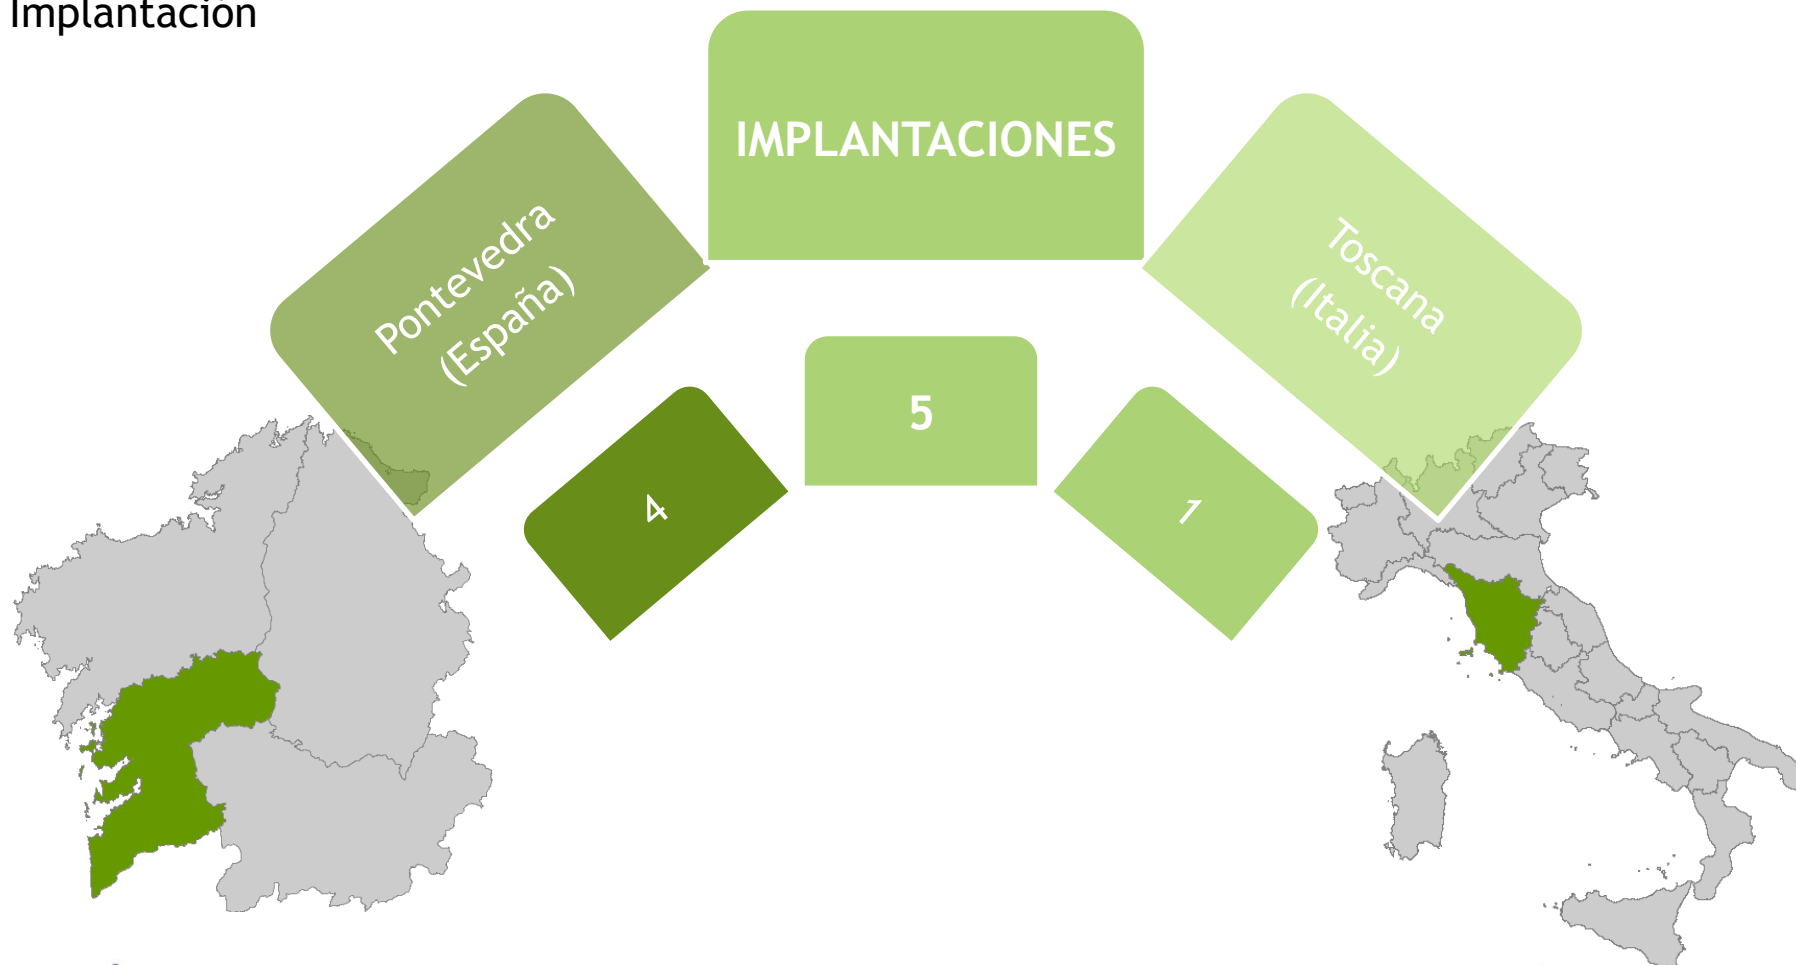 Implantación
IMPLANTACIONES
Pontevedra
(España)
Toscana
(Italia)
4
5
1